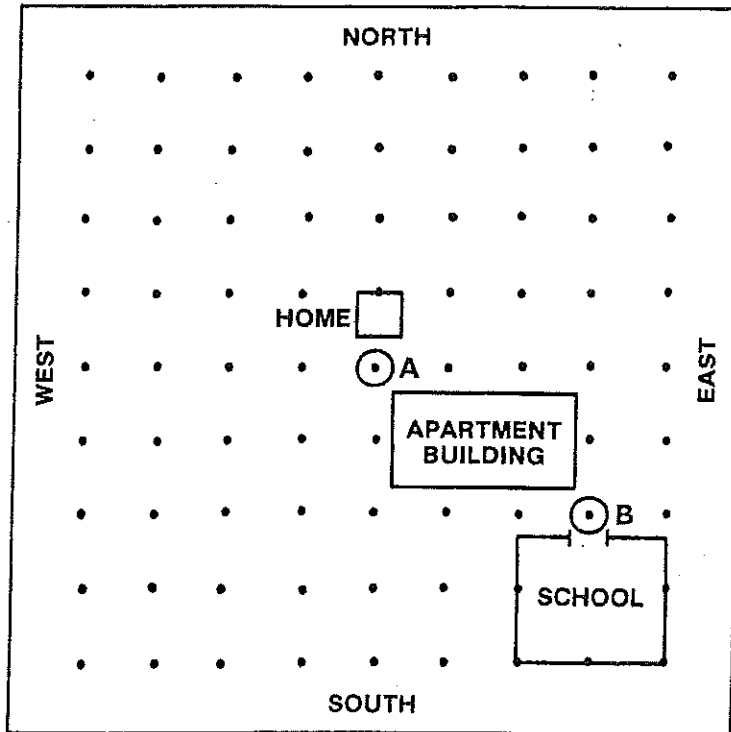 NORTH
HOME
A
WEST
EAST
APARTMENT
BUILDING
B
SCHOOL
SOUTH